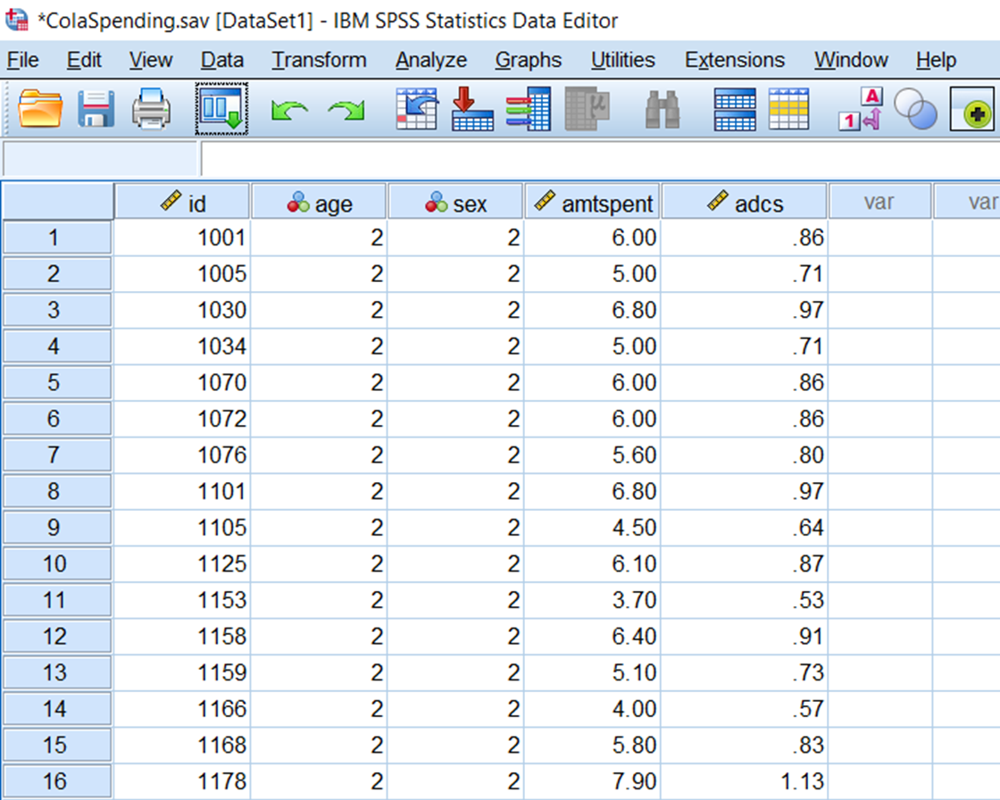 *ColaSpending.sav [DataSet1] - IBM SPSS Statistics Data Editor
File Edit View Data Transform Analyze Graphs Utilities Extensions Window Help
μ A 1
id age sex amtspent adcs var var
1 1001 2 2 6.00 .86
2 1005 2 2 5.00 .71
3 1030 2 2 6.80 .97
4 1034 2 2 5.00 .71
5 1070 2 2 6.00 .86
6 1072 2 2 6.00 .86
7 1076 2 2 5.60 .80
8 1101 2 2 6.80 .97
9 1105 2 2 4.50 .64
10 1125 2 2 6.10 .87
11 1153 2 2 3.70 .53
12 1158 2 2 6.40 .91
13 1159 2 2 5.10 .73
14 1166 2 2 4.00 .57
15 1168 2 2 5.80 .83
16 1178 2 2 7.90 1.13